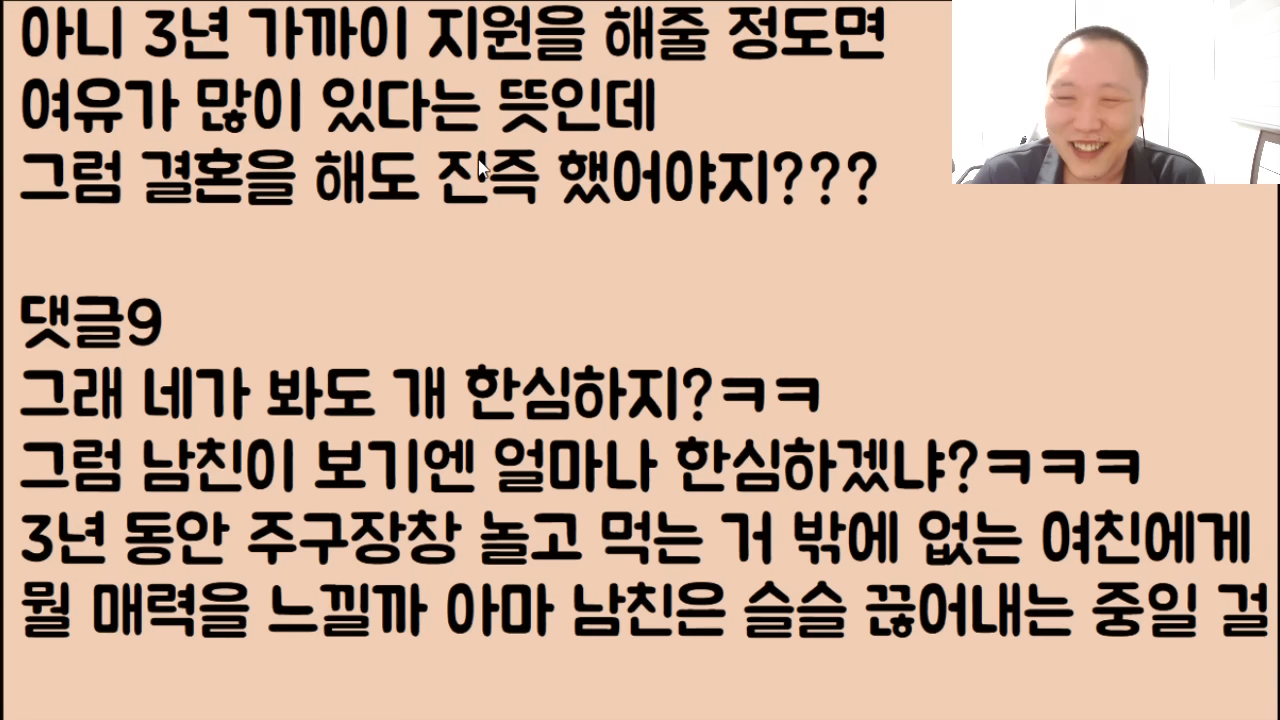 아니 3년 가까이 지원을 해줄 정도면
여유가 많이 있다는 뜻인데
그럼 결혼을 해도 진즉 했어야지???
댓글9
그래 네가 봐도 개 한심하지?ㅋㅋ
그럼 남친이 보기엔 얼마나 한심하겠냐?ㅋㅋㅋ
3년 동안 주구장창 놀고 먹는 거 밖에 없는 여친에게
뭘 매력을 느낄까 아마 남친은 슬슬 끊어내는 중일 걸